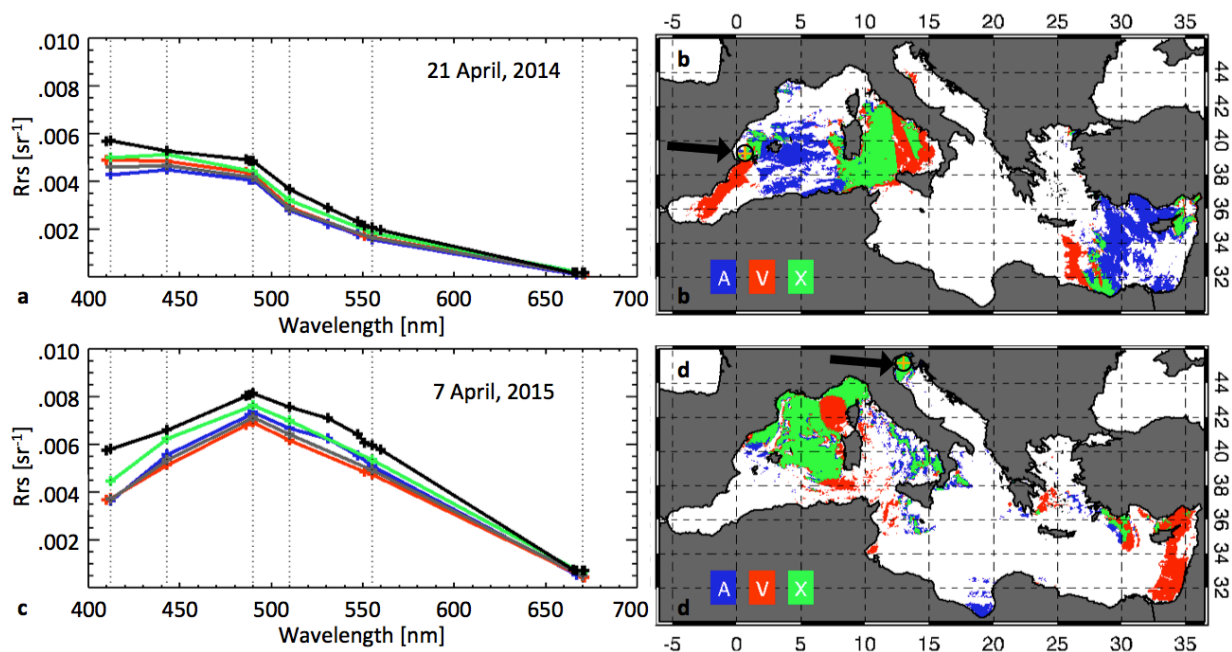 -5 0 5 10 15 20 25 30 35
.010
.008
.006
.004
.002
Rrs [sr-1]
21 April, 2014
a
400 450 500 550 600 650 700
Wavelength [nm]
b
44
42
40
38
36
34
32
A V X
b
.010
.008
.006
.004
.002
Rrs [sr-1]
7 April, 2015
c
400 450 500 550 600 650 700
Wavelength [nm]
d
44
42
40
38
36
34
32
A V X
d
-5 0 5 10 15 20 25 30 35